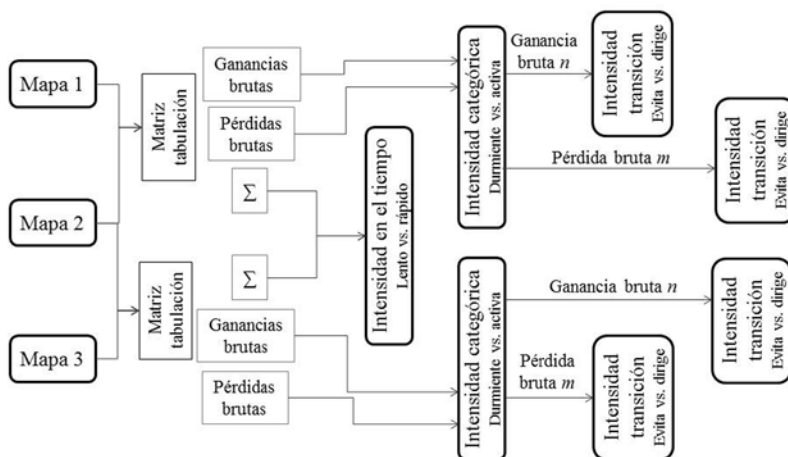 Mapa 1
Mapa 2
Mapa 3
Matriz
tabulación
Matriz
tabulación
Ganancias
brutas
Pérdidas
brutas
Σ
Σ
Ganancias
brutas
Pérdidas
brutas
Intensidad en el tiempo
Lento vs. rápido
Intensidad categórica
Durmiente vs. activa
Ganancia
bruta n
Intensidad
transición
Evita vs. dirige
Pérdida bruta m
Intensidad
transición
Evita vs. dirige
Intensidad categórica
Durmiente vs. activa
Ganancia bruta n
Intensidad
transición
Evita vs. dirige
Pérdida
bruta m
Intensidad
transición
Evita vs. dirige